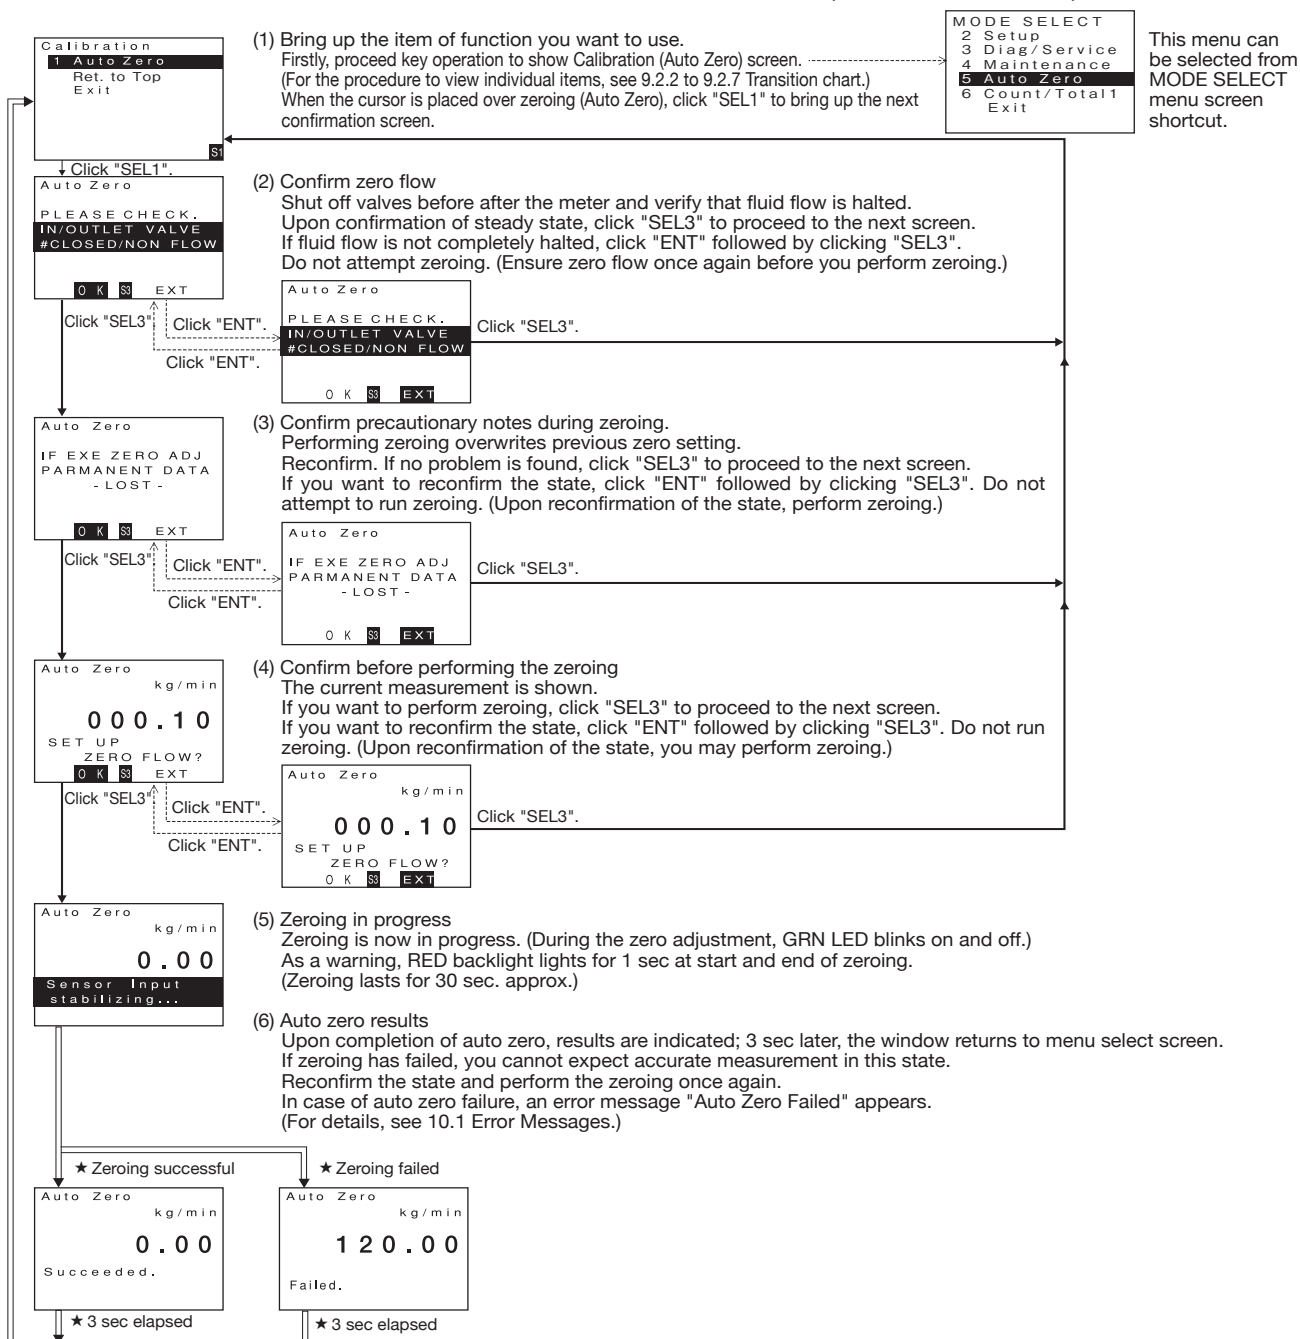 MODE SELECT
2 Setup
3 Diag/Service
4 Maintenance
5 Auto Zero
6 Count/Total1
Exit
This menu can
be selected from
MODE SELECT
menu screen
shortcut.
Calibration
1 Auto Zero
Ret. to Top
Exit
S1
(1) Bring up the item of function you want to use.
Firstly, proceed key operation to show Calibration (Auto Zero) screen.
(For the procedure to view individual items, see 9.2.2 to 9.2.7 Transition chart.)
When the cursor is placed over zeroing (Auto Zero), click "SEL1" to bring up the next
confirmation screen.
Click "SEL1".
Auto Zero
PLEASE CHECK.
IN/OUTLET VALVE
#CLOSED/NON FLOW
OK S3 EXT
(2) Confirm zero flow
Shut off valves before after the meter and verify that fluid flow is halted.
Upon confirmation of steady state, click "SEL3" to proceed to the next screen.
If fluid flow is not completely halted, click "ENT" followed by clicking "SEL3".
Do not attempt zeroing. (Ensure zero flow once again before you perform zeroing.)
Click "SEL3".
Click "ENT".
Click "ENT".
Auto Zero
PLEASE CHECK.
IN/OUTLET VALVE
#CLOSED/NON FLOW
OK S3 EXT
Click "SEL3".
Auto Zero
IF EXE ZERO ADJ
PARMANENT DATA
-LOST-
OK S3 EXT
(3) Confirm precautionary notes during zeroing.
Performing zeroing overwrites previous zero setting.
Reconfirm. If no problem is found, click "SEL3" to proceed to the next screen.
If you want to reconfirm the state, click "ENT" followed by clicking "SEL3". Do not
attempt to run zeroing. (Upon reconfirmation of the state, perform zeroing.)
Click "SEL3"
Click "ENT".
Click "ENT".
Auto Zero
IF EXE ZERO ADJ
PARMANENT DATA
-LOST-
OK S3 EXT
Click "SEL3".
Auto Zero
kg/min
000.10
SET UP
ZERO FLOW?
OK S3 EXT
(4) Confirm before performing the zeroing
The current measurement is shown.
If you want to perform zeroing, click "SEL3" to proceed to the next screen.
If you want to reconfirm the state, click "ENT" followed by clicking "SEL3". Do not run
zeroing. (Upon reconfirmation of the state, you may perform zeroing.)
Click "SEL3"
Click "ENT".
Click "ENT".
Auto Zero
kg/min
000.10
SET UP
ZERO FLOW?
OK S3 EXT
Click "SEL3".
Auto Zero
kg/min
0.00
Sensor Input
stabilizing...
(5) Zeroing in progress
Zeroing is now in progress. (During the zero adjustment, GRN LED blinks on and off.)
As a warning, RED backlight lights for 1 sec at start and end of zeroing.
(Zeroing lasts for 30 sec. approx.)
(6) Auto zero results
Upon completion of auto zero, results are indicated; 3 sec later, the window returns to menu select screen.
If zeroing has failed, you cannot expect accurate measurement in this state.
Reconfirm the state and perform the zeroing once again.
In case of auto zero failure, an error message "Auto Zero Failed" appears.
(For details, see 10.1 Error Messages.)
★ Zeroing successful
★ Zeroing failed
Auto Zero
kg/min
0.00
Succeeded.
Auto Zero
kg/min
120.00
Failed.
★ 3 sec elapsed
★ 3 sec elapsed